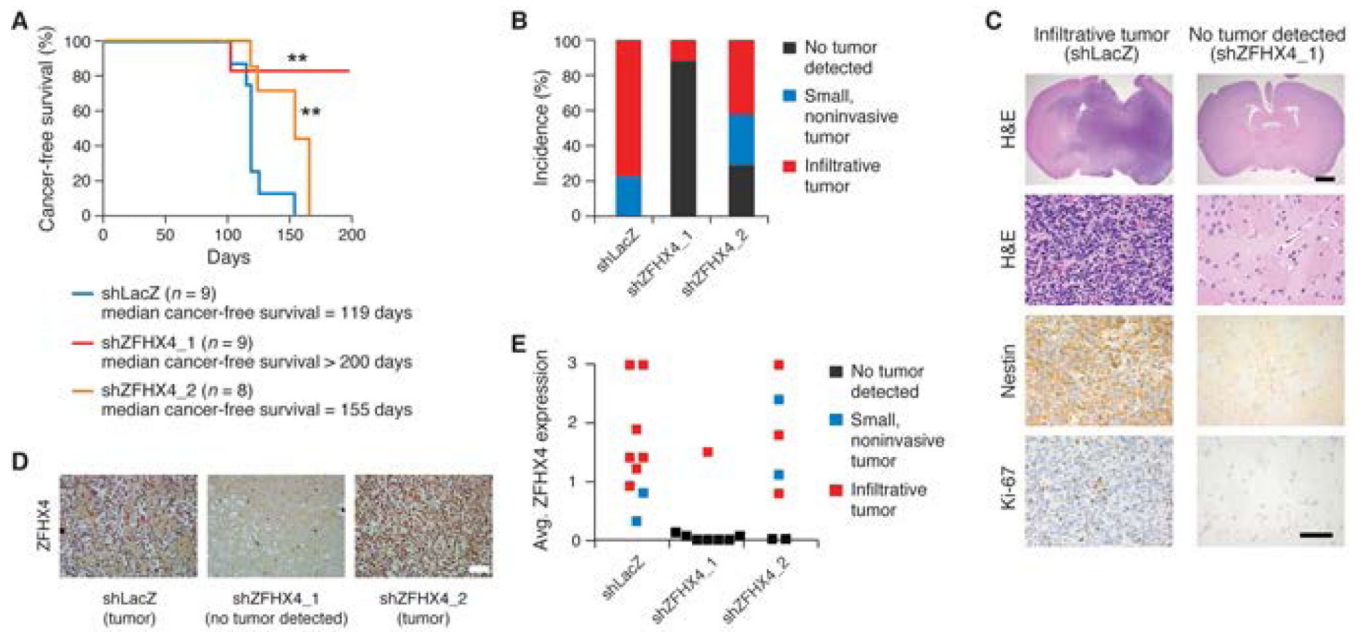 A
Cancer-free survival (%)
100
80
60
40
20
0
**
**
0
50
100
150
200
Days
shLacZ (n = 9)
median cancer-free survival = 119 days
shZFHX4_1 (n = 9)
median cancer-free survival > 200 days
shZFHX4_2 (n = 8)
median cancer-free survival = 155 days
B
Incidence (%)
100
80
60
40
20
0
shLacZ
shZFHX4_1
shZFHX4_2
No tumor
detected
Small,
noninvasive
tumor
Infiltrative
tumor
C
Infiltrative tumor
(shLacZ)
No tumor detected
(shZFHX4_1)
H&E
H&E
Nestin
Ki-67
D
ZFHX4
shLacZ
(tumor)
shZFHX4_1
(no tumor detected)
shZFHX4_2
(tumor)
E
Avg. ZFHX4 expression
3
2
1
0
shLacZ
shZFHX4_1
shZFHX4_2
No tumor
detected
Small,
noninvasive
tumor
Infiltrative
tumor